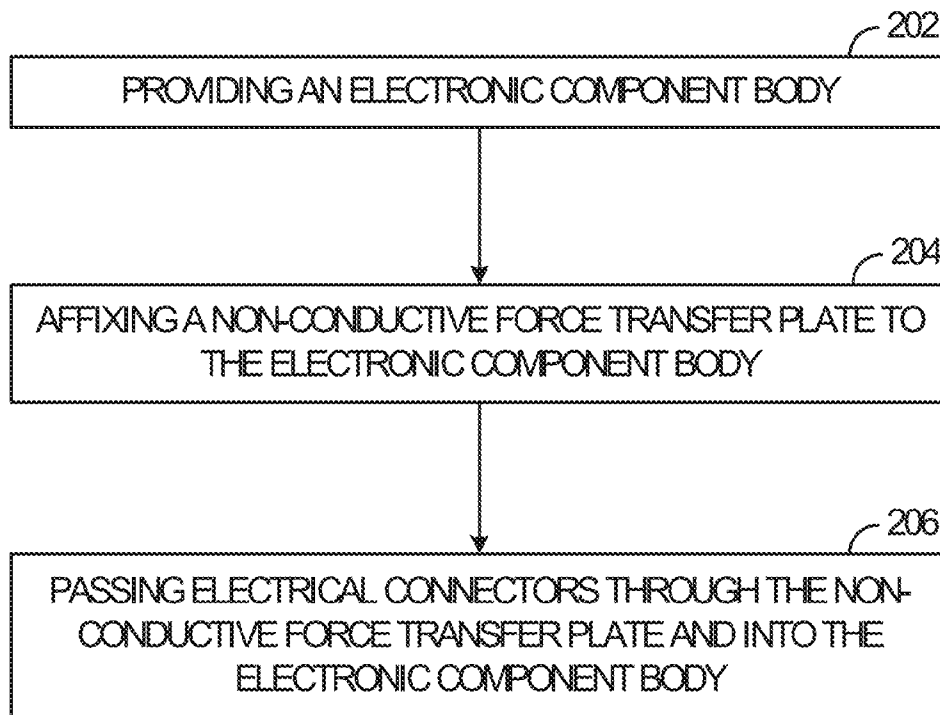 202
PROVIDING AN ELECTRONIC COMPONENT BODY
204
AFFIXING A NON-CONDUCTIVE FORCE TRANSFER PLATE TO
THE ELECTRONIC COMPONENT BODY
206
PASSING ELECTRICAL CONNECTORS THROUGH THE NON-
CONDUCTIVE FORCE TRANSFER PLATE AND INTO THE
ELECTRONIC COMPONENT BODY